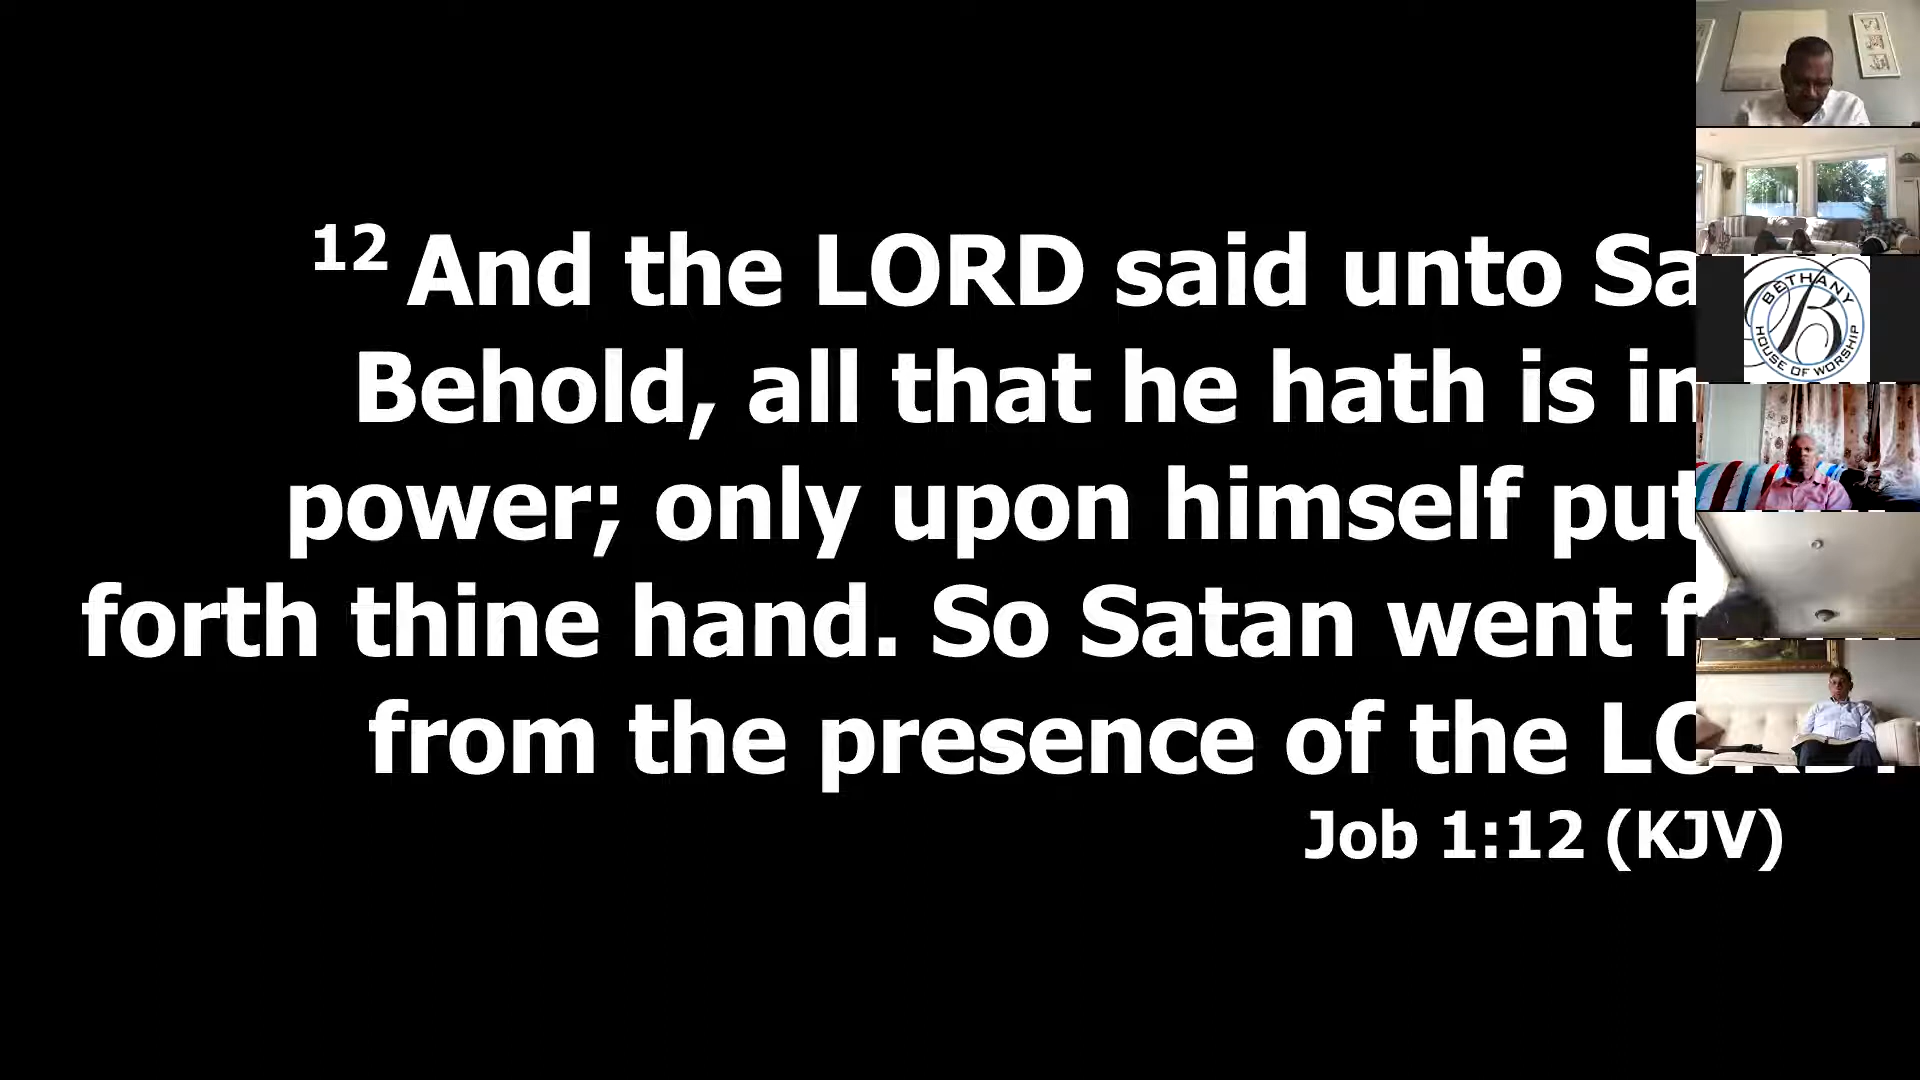 12 And the LORD said unto Sa
Behold, all that he hath is in
power; only upon himself put
forth thine hand. So Satan went f
from the presence of the LORD.
Job 1:12 (KJV)
BETHANY
HOUSE OF WORSHIP
B